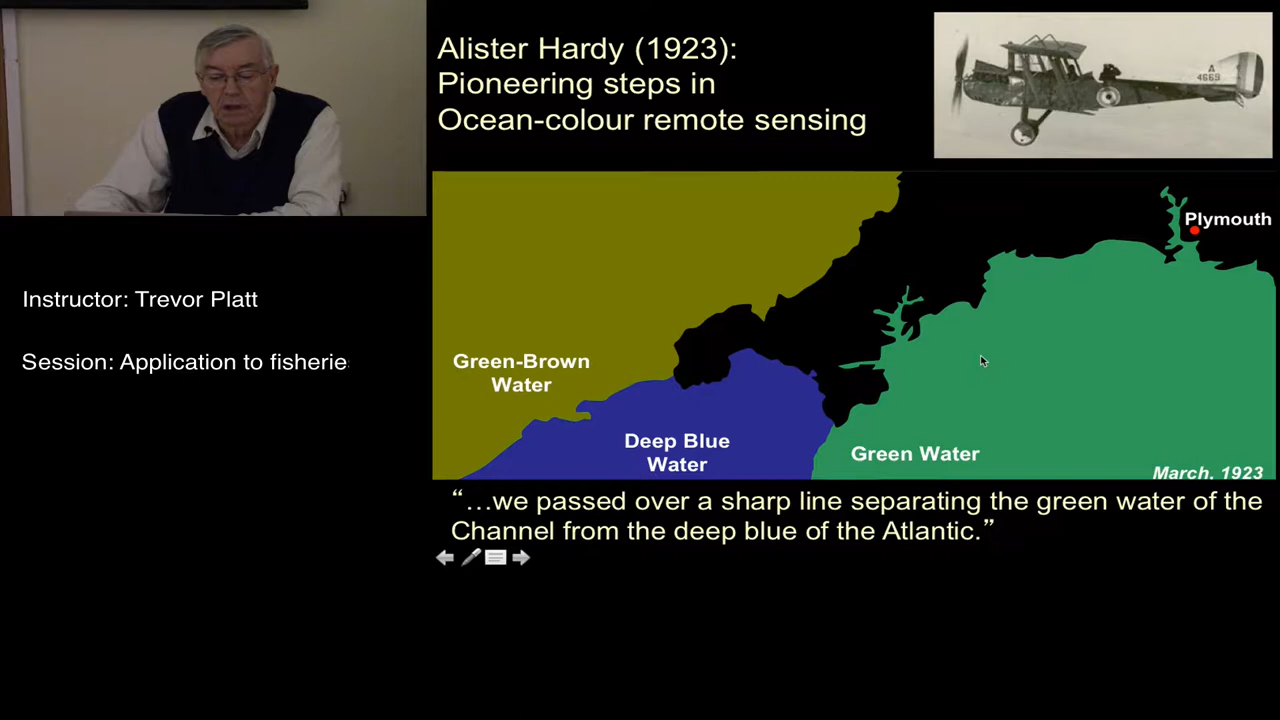 Alister Hardy (1923):
Pioneering steps in
Ocean-colour remote sensing
A
4669
Plymouth
Instructor: Trevor Platt
Session: Application to fisherie
Green-Brown
Water
Deep Blue
Water
Green Water
March, 1923
“…we passed over a sharp line separating the green water of the
Channel from the deep blue of the Atlantic.”